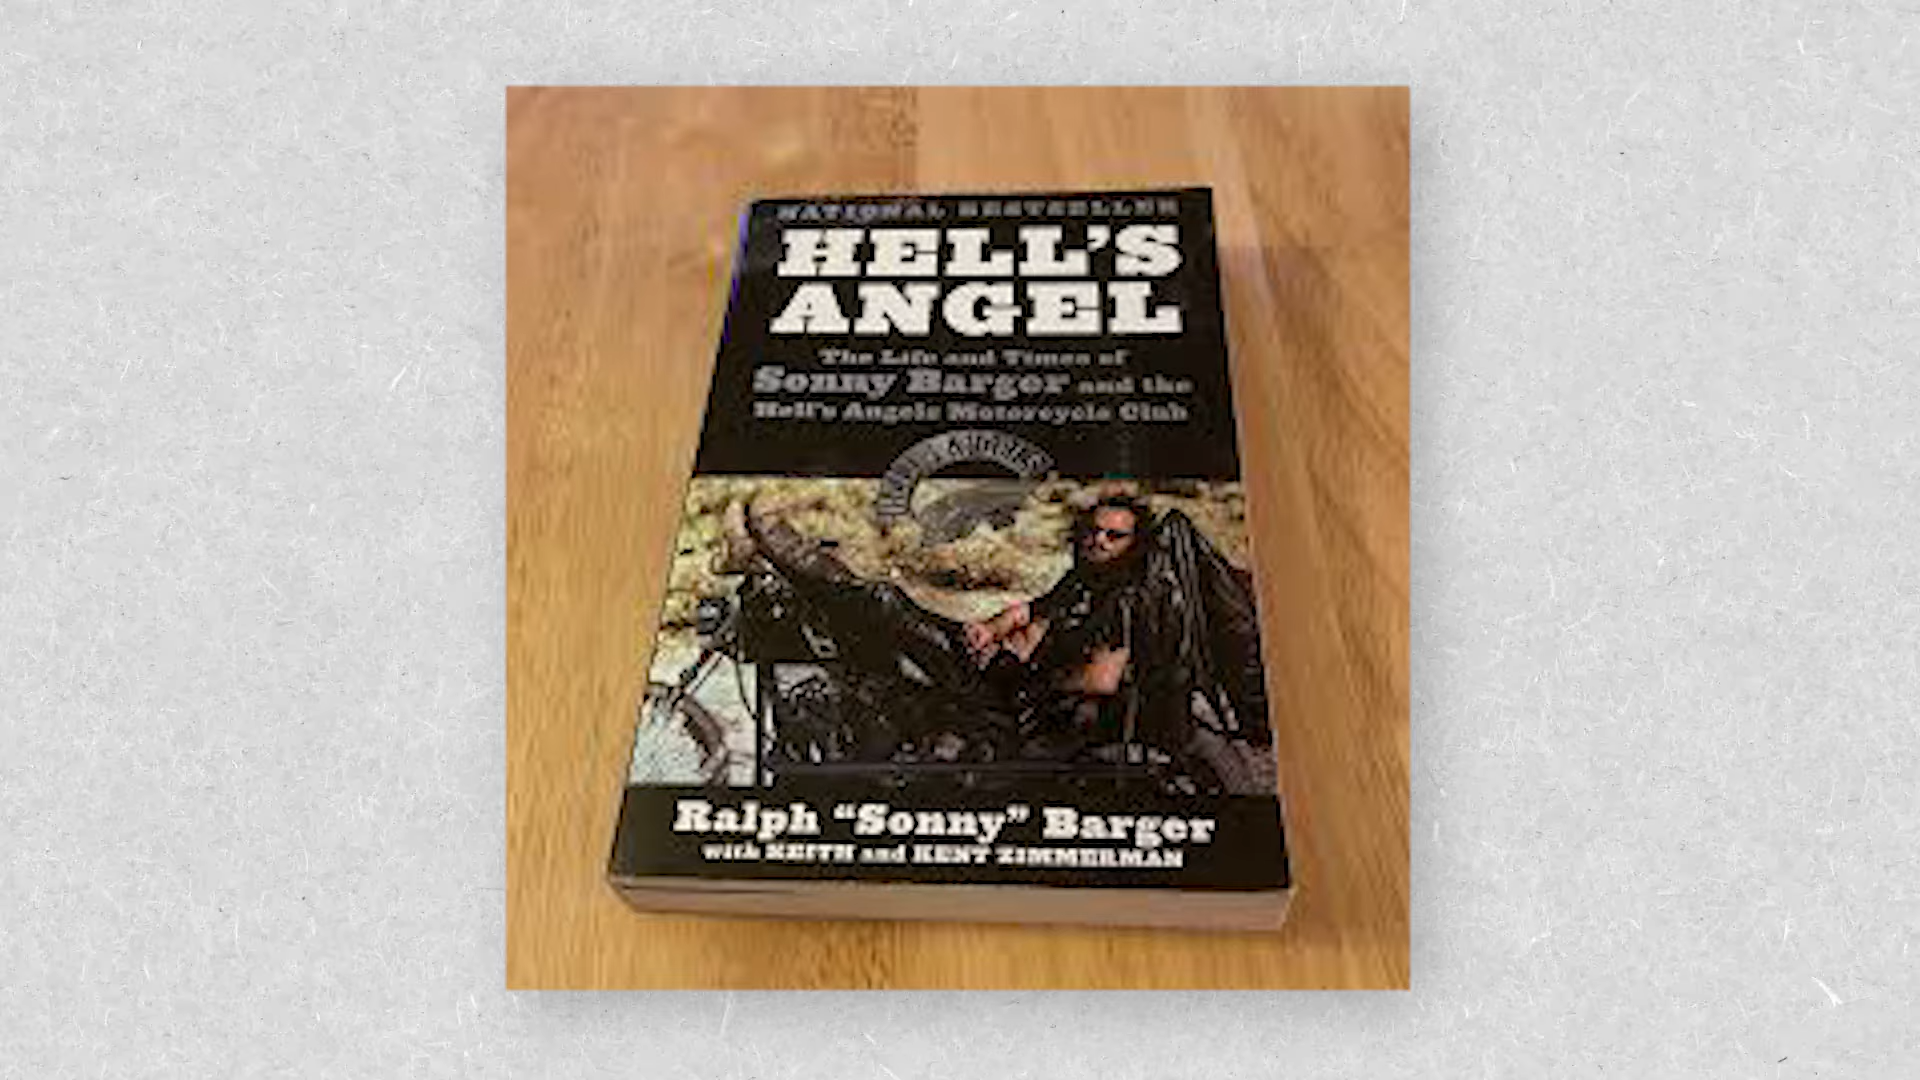 NATIONAL BESTSELLER
HELL'S
ANGEL
The Life and Times of
Sonny Barger and the
Hell's Angels Motorcycle Club
Ralph “Sonny” Barger
with KEITH and KENT ZIMMERMAN